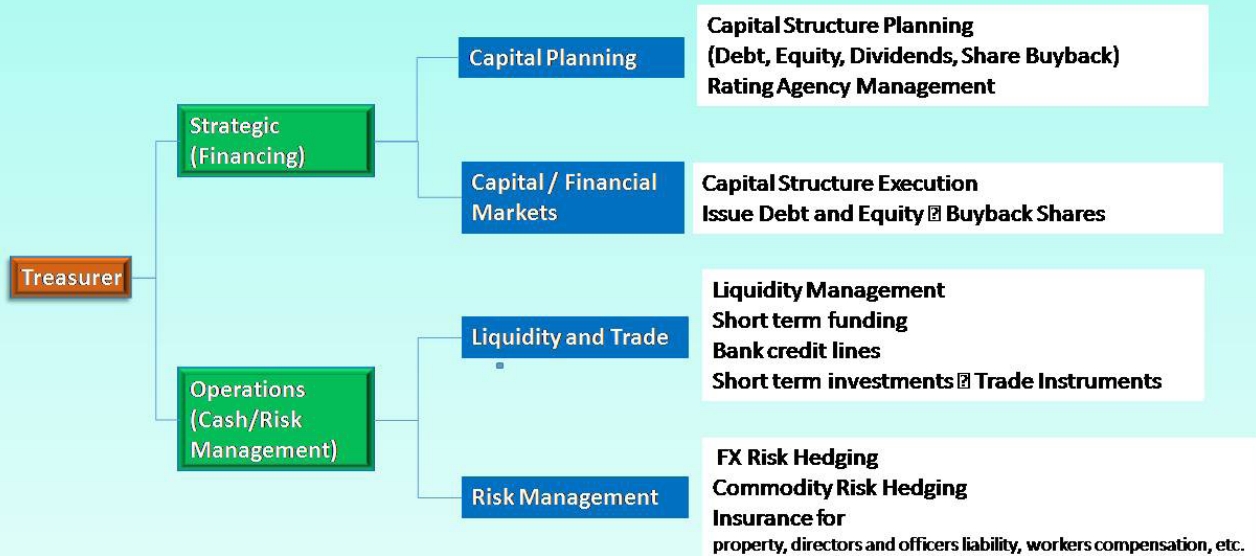 Capital Structure Planning
(Debt, Equity, Dividends, Share Buyback)
Rating Agency Management
Capital Planning
Strategic
(Financing)
Capital / Financial
Markets
Capital Structure Execution
Issue Debt and Equity ⍰ Buyback Shares
Treasurer
Liquidity Management
Short term funding
Bank credit lines
Short term investments ⍰ Trade Instruments
Liquidity and Trade
Operations
(Cash/Risk
Management)
Risk Management
FX Risk Hedging
Commodity Risk Hedging
Insurance for
property, directors and officers liability, workers compensation, etc.